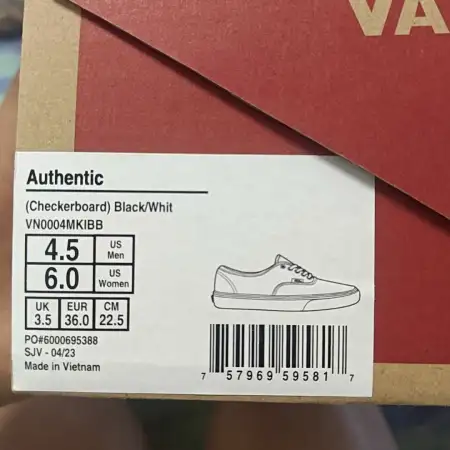 VA
Authentic
(Checkerboard) Black/Whit
VN0004MKIBB
4.5 US Men
6.0 US Women
UK EUR CM
3.5 36.0 22.5
PO#6000695388
SJV - 04/23
Made in Vietnam
7 57969 59581 7